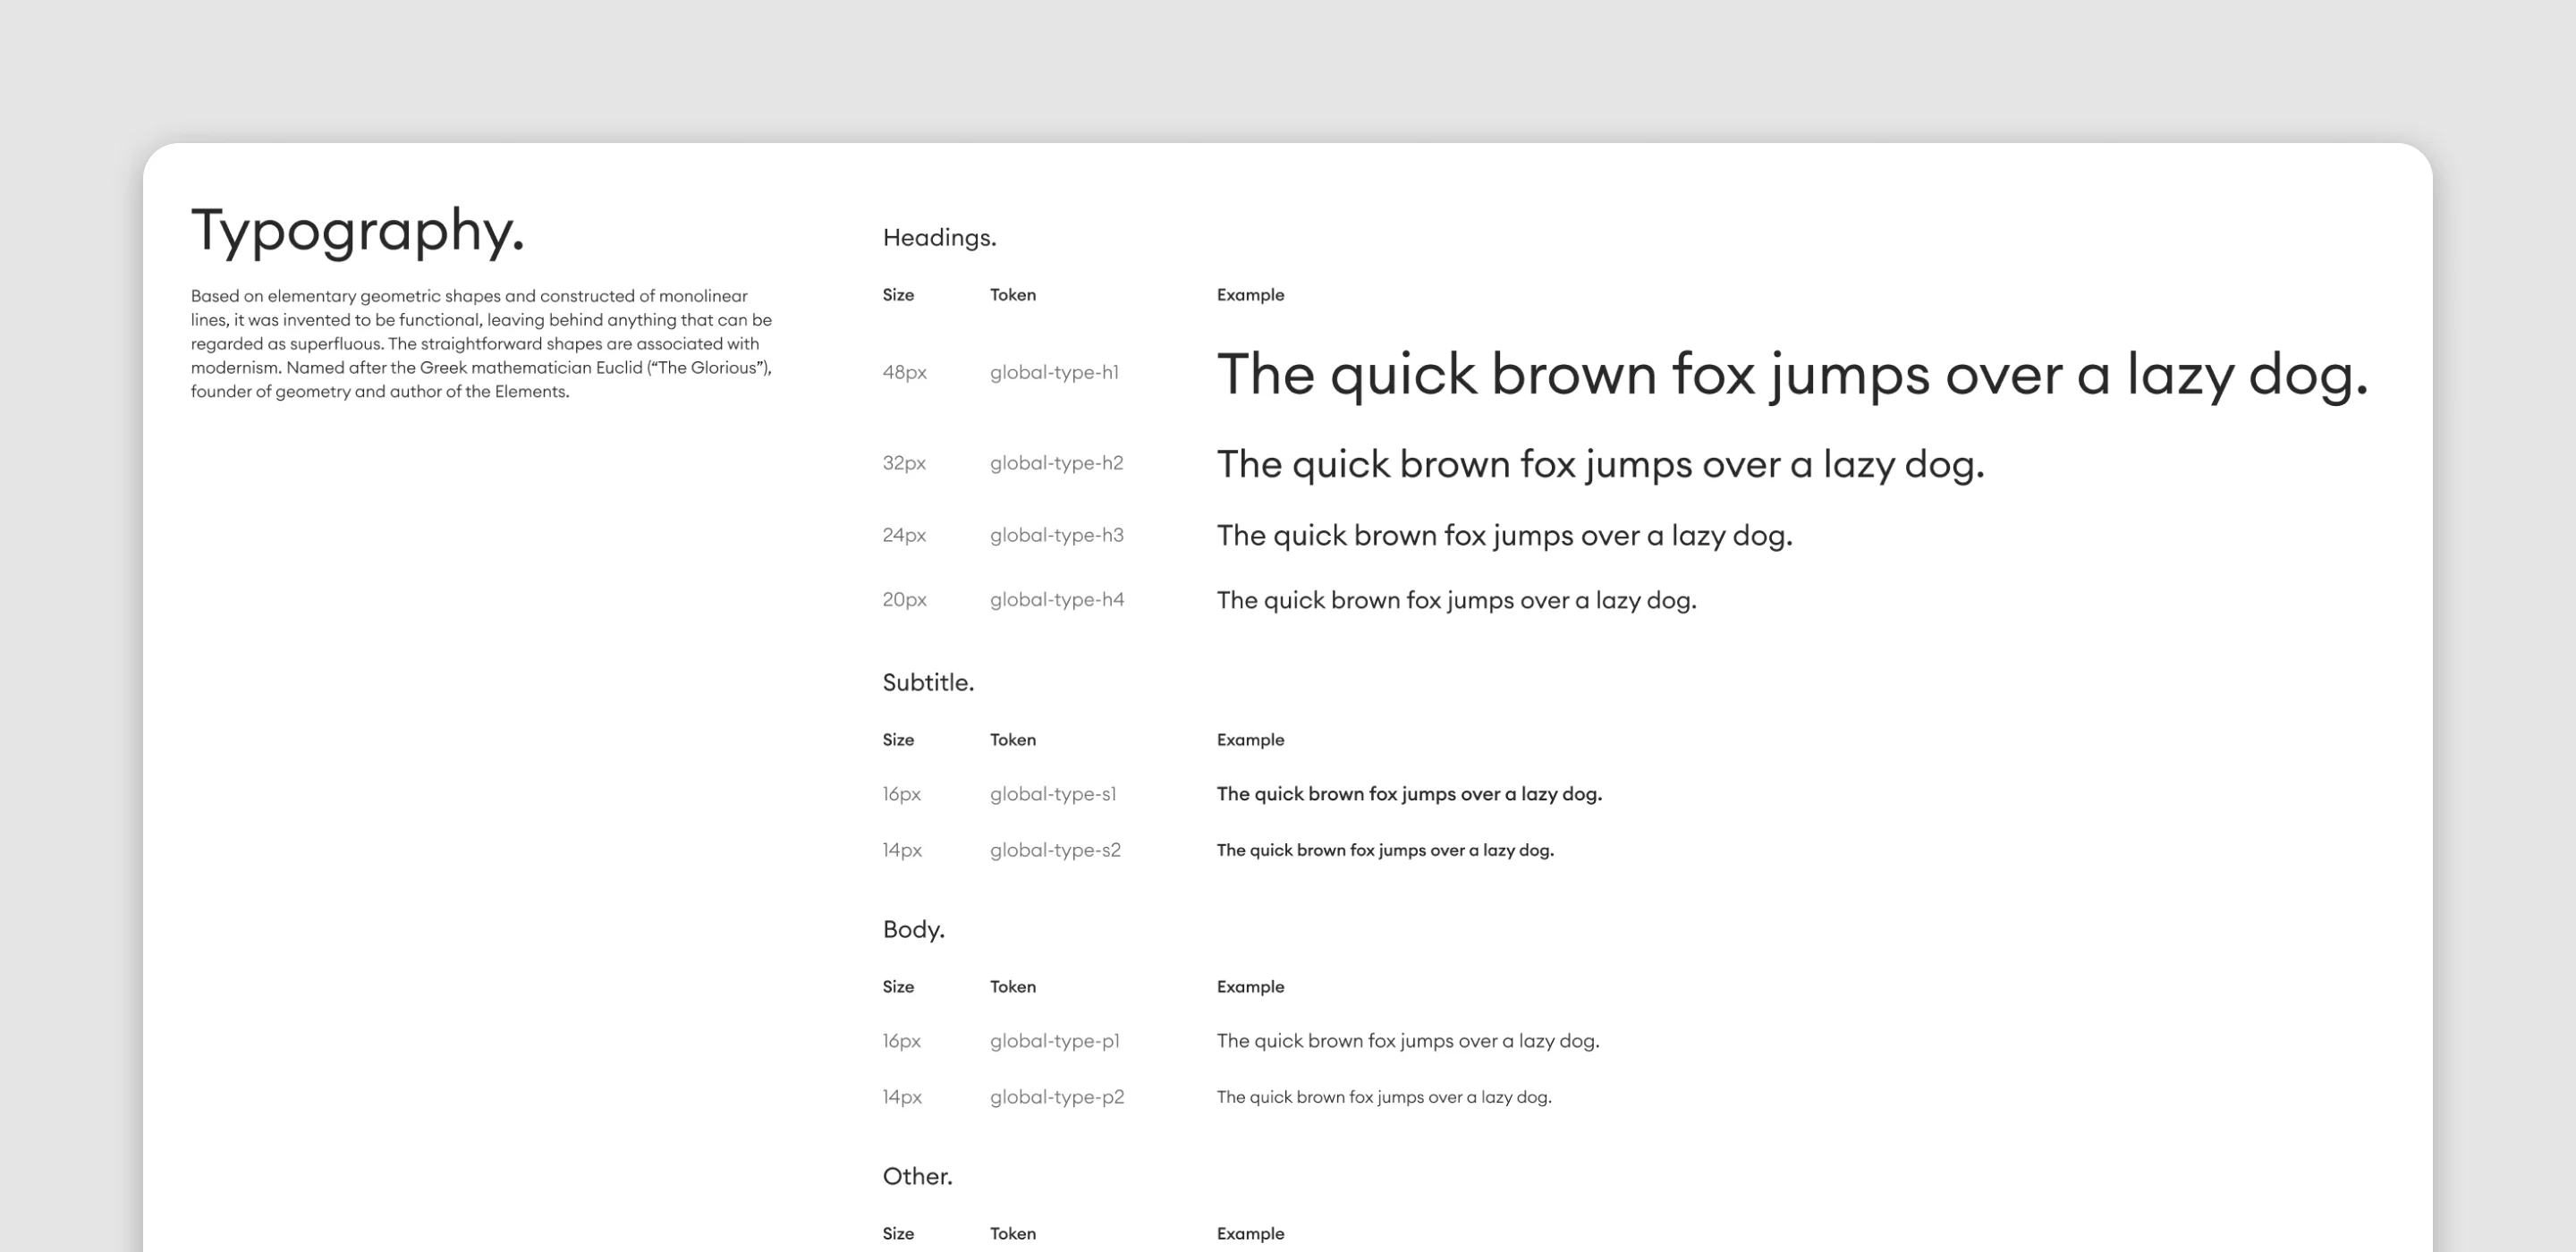 Typography.
Based on elementary geometric shapes and constructed of monolinear
lines, it was invented to be functional, leaving behind anything that can be
regarded as superfluous. The straightforward shapes are associated with
modernism. Named after the Greek mathematician Euclid (“The Glorious”),
founder of geometry and author of the Elements.
Headings.
Size Token Example
48px global-type-h1 The quick brown fox jumps over a lazy dog.
32px global-type-h2 The quick brown fox jumps over a lazy dog.
24px global-type-h3 The quick brown fox jumps over a lazy dog.
20px global-type-h4 The quick brown fox jumps over a lazy dog.
Subtitle.
Size Token Example
16px global-type-s1 The quick brown fox jumps over a lazy dog.
14px global-type-s2 The quick brown fox jumps over a lazy dog.
Body.
Size Token Example
16px global-type-p1 The quick brown fox jumps over a lazy dog.
14px global-type-p2 The quick brown fox jumps over a lazy dog.
Other.
Size Token Example